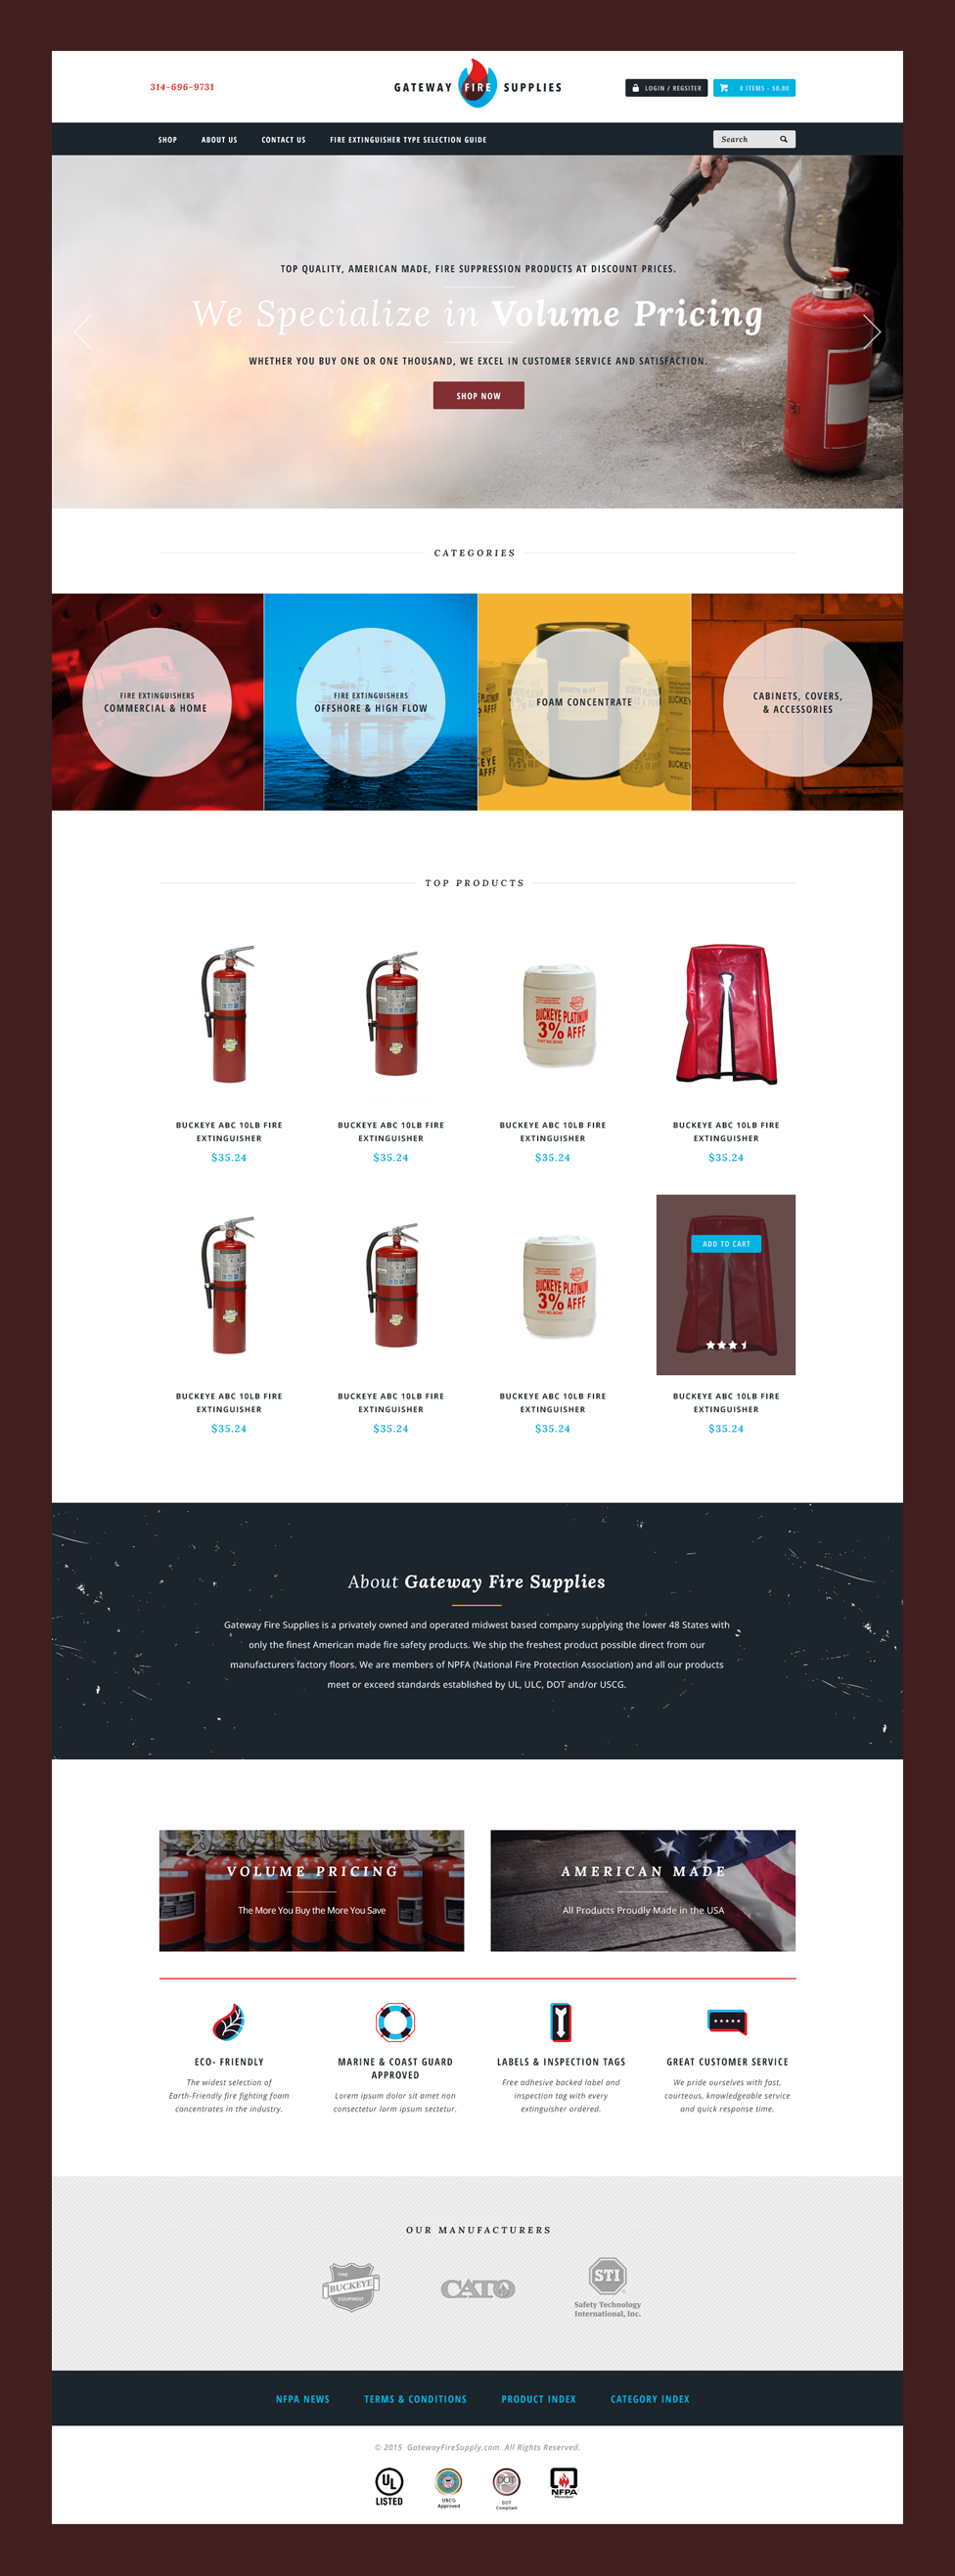 314-696-9731
GATEWAY FIRE SUPPLIES
LOGIN / REGSITER
0 ITEMS - $0.00
SHOP
ABOUT US
CONTACT US
FIRE EXTINGUISHER TYPE SELECTION GUIDE
Search
TOP QUALITY, AMERICAN MADE, FIRE SUPPRESSION PRODUCTS AT DISCOUNT PRICES.
We Specialize in Volume Pricing
WHETHER YOU BUY ONE OR ONE THOUSAND, WE EXCEL IN CUSTOMER SERVICE AND SATISFACTION.
SHOP NOW
CATEGORIES
FIRE EXTINGUISHERS
COMMERCIAL & HOME
FIRE EXTINGUISHERS
OFFSHORE & HIGH FLOW
FOAM CONCENTRATE
CABINETS, COVERS,
& ACCESSORIES
TOP PRODUCTS
BUCKEYE PLATINUM
3% AFFF
BUCKEYE ABC 10LB FIRE
EXTINGUISHER
$35.24
BUCKEYE ABC 10LB FIRE
EXTINGUISHER
$35.24
BUCKEYE ABC 10LB FIRE
EXTINGUISHER
$35.24
BUCKEYE ABC 10LB FIRE
EXTINGUISHER
$35.24
BUCKEYE PLATINUM
3% AFFF
ADD TO CART
BUCKEYE ABC 10LB FIRE
EXTINGUISHER
$35.24
BUCKEYE ABC 10LB FIRE
EXTINGUISHER
$35.24
BUCKEYE ABC 10LB FIRE
EXTINGUISHER
$35.24
BUCKEYE ABC 10LB FIRE
EXTINGUISHER
$35.24
About Gateway Fire Supplies
Gateway Fire Supplies is a privately owned and operated midwest based company supplying the lower 48 States with
only the finest American made fire safety products. We ship the freshest product possible direct from our
manufacturers factory floors. We are members of NPFA (National Fire Protection Association) and all our products
meet or exceed standards established by UL, ULC, DOT and/or USCG.
VOLUME PRICING
The More You Buy the More You Save
AMERICAN MADE
All Products Proudly Made in the USA
ECO- FRIENDLY
The widest selection of
Earth-Friendly fire fighting foam
concentrates in the industry.
MARINE & COAST GUARD
APPROVED
Lorem ipsum dolor sit amet non
consectetur lorm ipsum sectetur.
LABELS & INSPECTION TAGS
Free adhesive backed label and
inspection tag with every
extinguisher ordered.
GREAT CUSTOMER SERVICE
We pride ourselves with fast,
courteous, knowledgeable service
and quick response time.
OUR MANUFACTURERS
FIRE
BUCKEYE
EQUIPMENT
CATO
STI
Safety Technology
International, Inc.
NFPA NEWS
TERMS & CONDITIONS
PRODUCT INDEX
CATEGORY INDEX
© 2015 GatewayFireSupply.com. All Rights Reserved.
UL
LISTED
USCG
Approved
DOT
DOT
Compliant
NFPA
Member